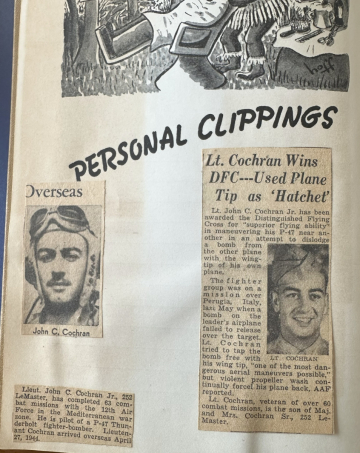 heff
PERSONAL CLIPPINGS
Overseas
John C. Cochran
Lieut. John C. Cochran Jr., 252
LeMaster, has completed 63 com-
bat missions with the 12th Air
Force in the Mediterranean war
zone. He is pilot of a P-47 Thun-
derbolt fighter-bomber. Lieuten-
ant Cochran arrived overseas April
27, 1944.
Lt. Cochran Wins
DFC---Used Plane
Tip as 'Hatchet'
Lt. John C. Cochran Jr. has been
awarded the Distinguished Flying
Cross for "superior flying ability"
in maneuvering his P-47 near an-
other in an attempt to dislodge
a bomb from
the other plane
with the wing-
tip of his own
plane.
The fighter
group was on a
mission over
Perugia, Italy,
last May when a
bomb on the
leader's airplane
failed to release
over the target.
Lt. Cochran
tried to tap the
bomb free with
his wing tip, "one of the most dan-
gerous aerial maneuvers possible,"
but violent propeller wash con-
tinually forced his plane back, AAF
reported.
Lt. Cochran, veteran of over 60
combat missions, is the son of Maj.
and Mrs. Cochran Sr., 252 Le-
Master.
LT. COCHRAN